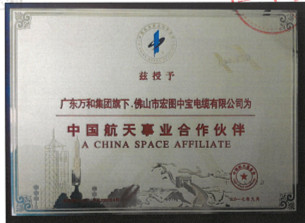 兹授予
广东万和集团旗下,佛山市宏图中宝电缆有限公司为
中国航天事业合作伙伴
A CHINA SPACE AFFILIATE